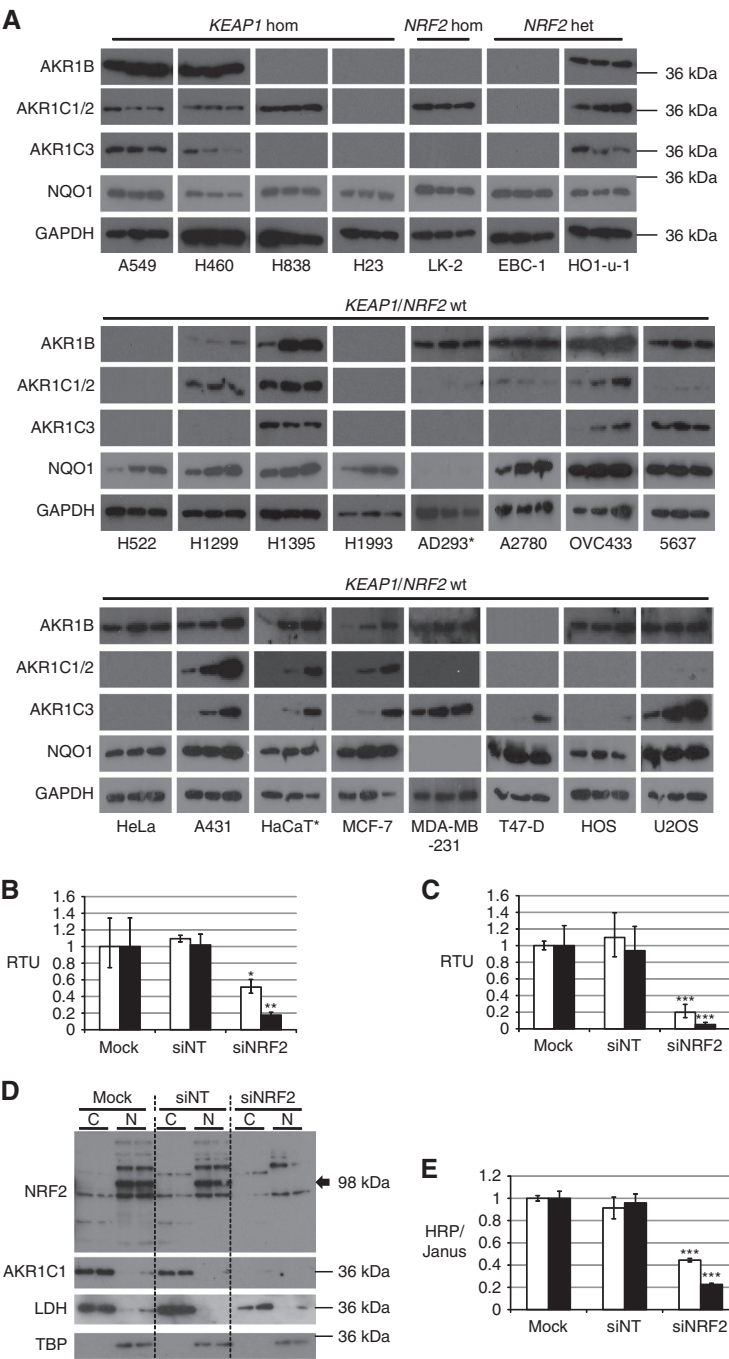 A
KEAP1 hom NRF2 hom NRF2 het
AKR1B
36 kDa
AKR1C1/2
36 kDa
AKR1C3
36 kDa
36 kDa
NQO1
GAPDH
36 kDa
A549 H460 H838 H23 LK-2 EBC-1 HO1-u-1
KEAP1/NRF2 wt
AKR1B
AKR1C1/2
AKR1C3
NQO1
GAPDH
H522 H1299 H1395 H1993 AD293* A2780 OVC433 5637
KEAP1/NRF2 wt
AKR1B
AKR1C1/2
AKR1C3
NQO1
GAPDH
HeLa A431 HaCaT* MCF-7 MDA-MB T47-D HOS U2OS
-231
B
1.6
1.4
1.2
1
0.8
0.6
0.4
0.2
0
RTU
*
**
Mock siNT siNRF2
C
1.6
1.4
1.2
1
0.8
0.6
0.4
0.2
0
RTU
***
***
Mock siNT siNRF2
D
Mock siNT siNRF2
C N C N C N
NRF2
98 kDa
AKR1C1
36 kDa
LDH
36 kDa
36 kDa
TBP
E
1.2
1
0.8
0.6
0.4
0.2
0
HRP/
Janus
***
***
Mock siNT siNRF2